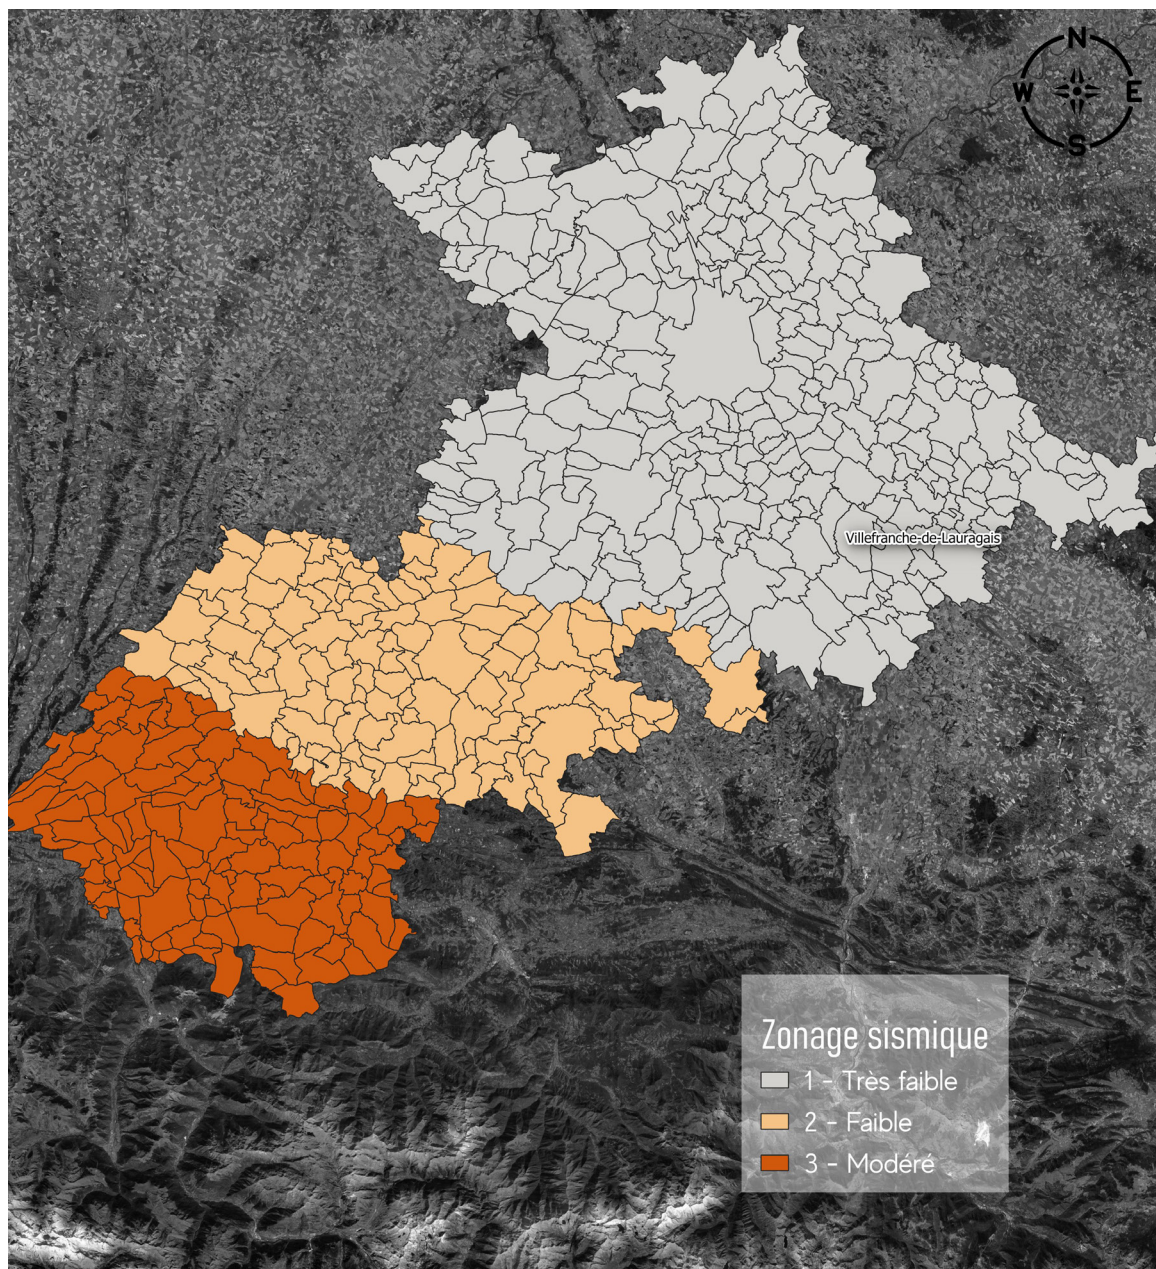 N
W E
S
Villefranche-de-Lauragais
Zonage sismique
1 - Très faible
2 - Faible
3 - Modéré